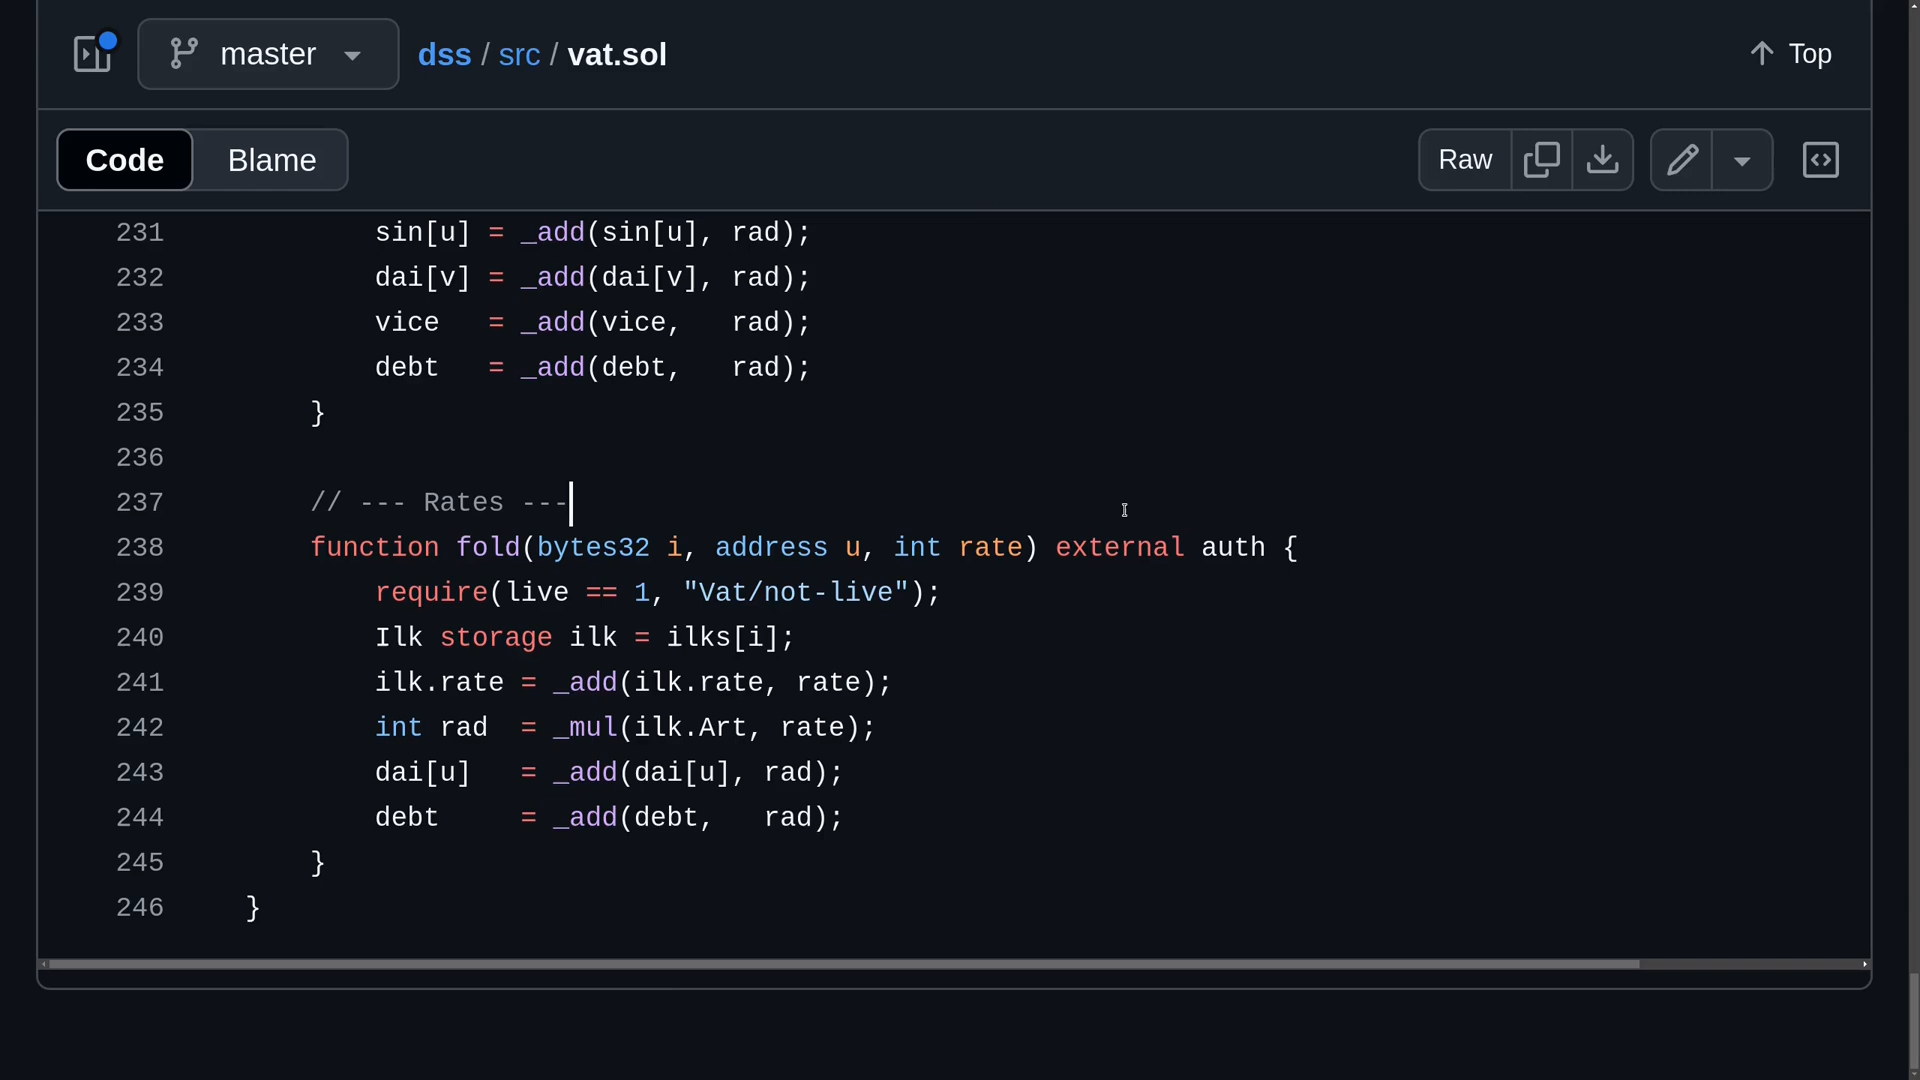 master dss / src / vat.sol Top
Code Blame Raw
231 sin[u] = _add(sin[u], rad);
232 dai[v] = _add(dai[v], rad);
233 vice   = _add(vice,   rad);
234 debt   = _add(debt,   rad);
235 }
236
237 // --- Rates ---
238 function fold(bytes32 i, address u, int rate) external auth {
239 require(live == 1, "Vat/not-live");
240 Ilk storage ilk = ilks[i];
241 ilk.rate = _add(ilk.rate, rate);
242 int rad  = _mul(ilk.Art, rate);
243 dai[u]   = _add(dai[u], rad);
244 debt     = _add(debt,   rad);
245 }
246 }